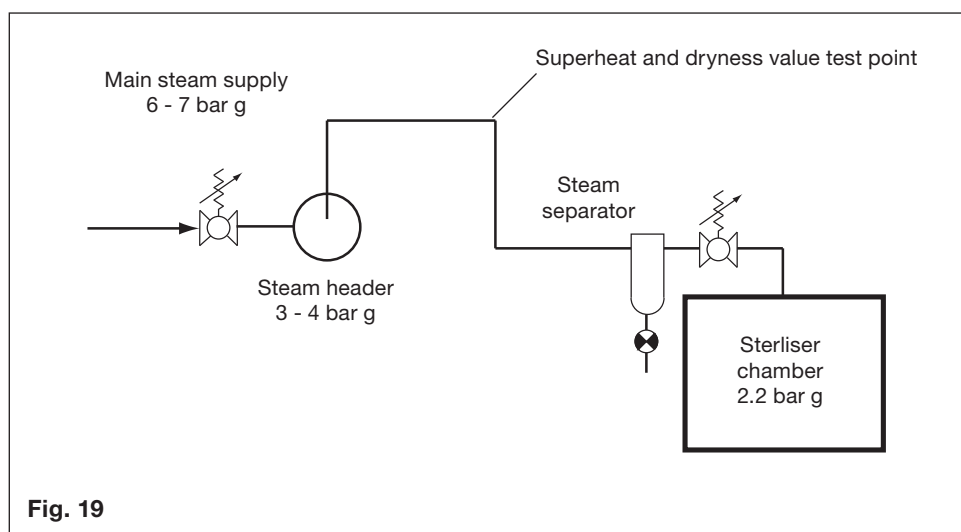 Superheat and dryness value test point
Main steam supply
6 - 7 bar g
Steam
separator
Steam header
3 - 4 bar g
Sterliser
chamber
2.2 bar g
Fig. 19